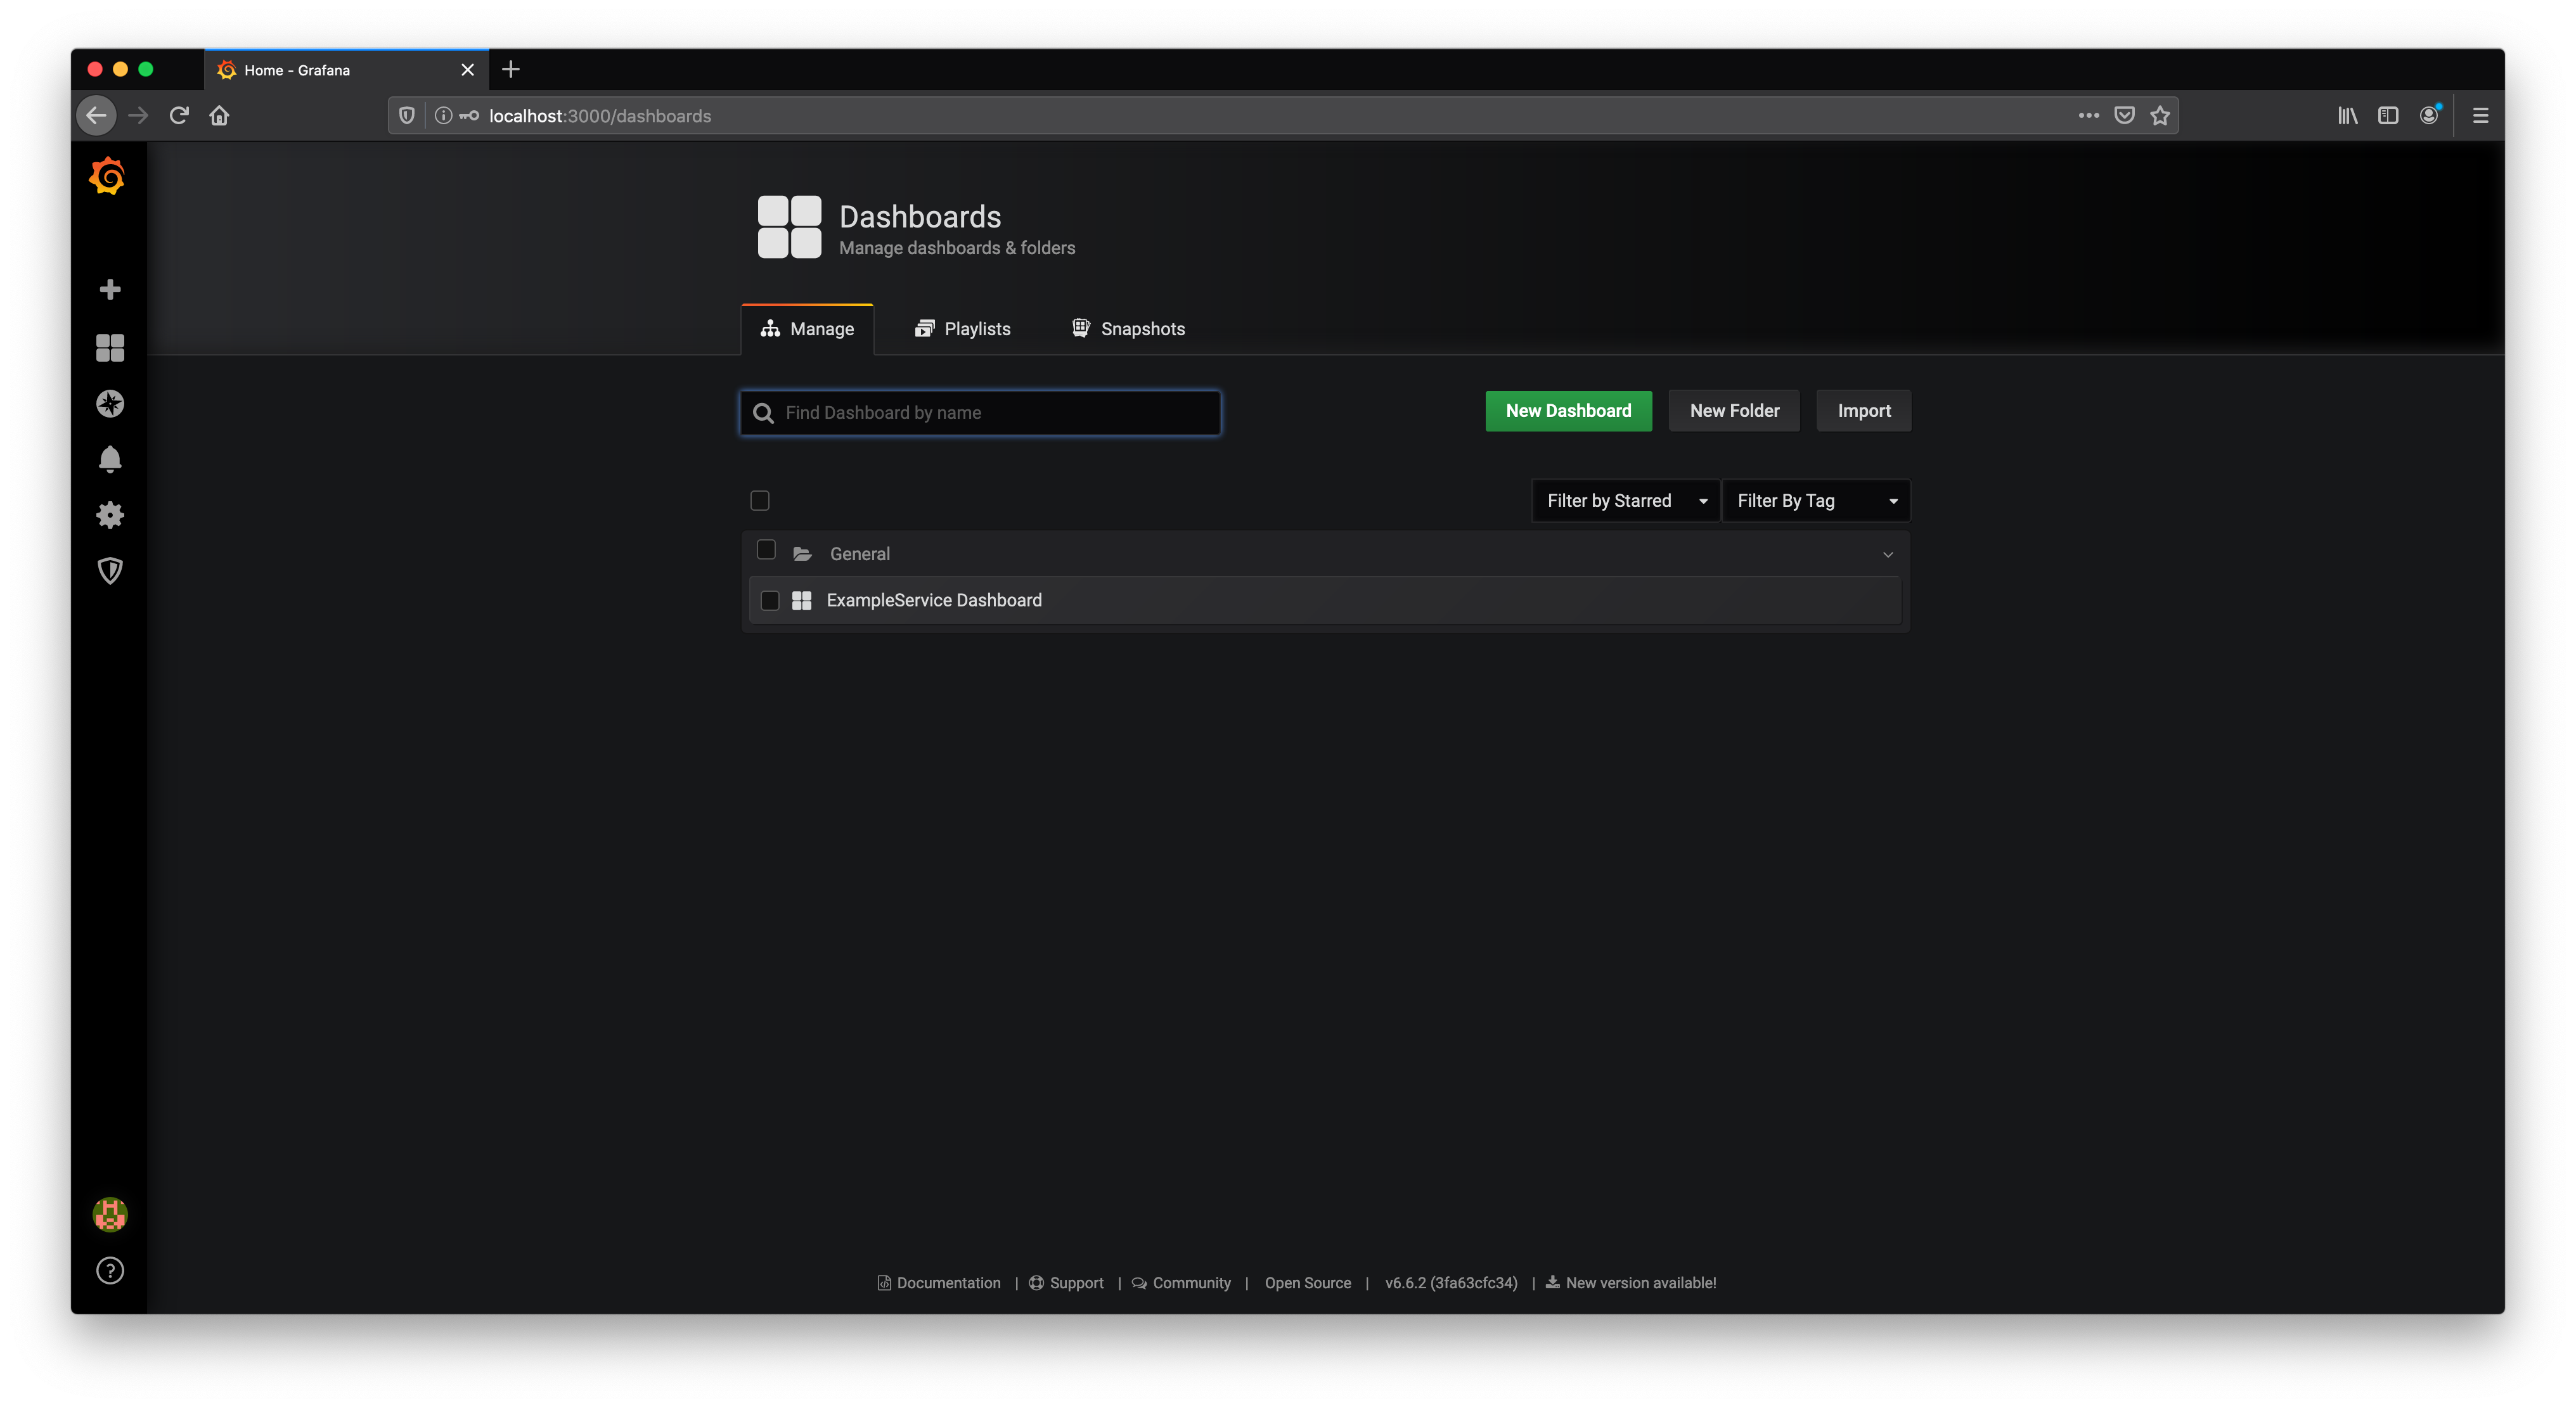 Home - Grafana
localhost:3000/dashboards
Dashboards
Manage dashboards & folders
Manage Playlists Snapshots
Find Dashboard by name New Dashboard New Folder Import
Filter by Starred Filter By Tag
General
ExampleService Dashboard
Documentation | Support | Community | Open Source | v6.6.2 (3fa63cfc34) | New version available!